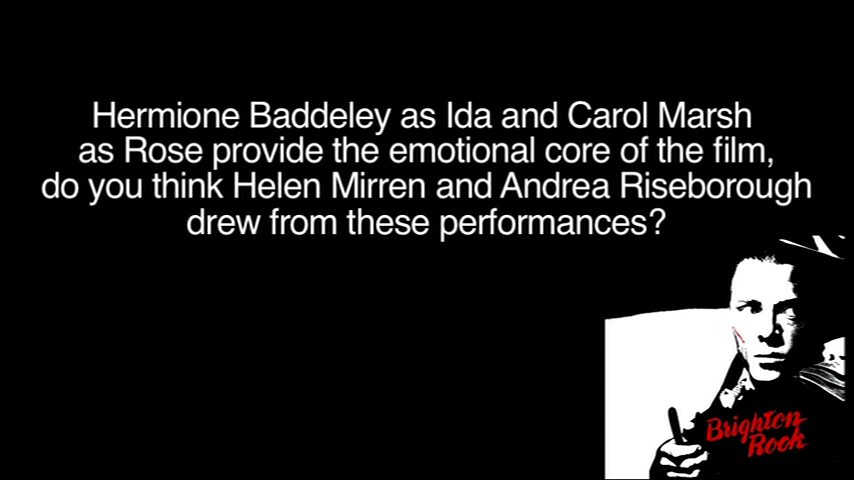 Hermione Baddeley as Ida and Carol Marsh
as Rose provide the emotional core of the film,
do you think Helen Mirren and Andrea Riseborough
drew from these performances?
Brighton
Rock